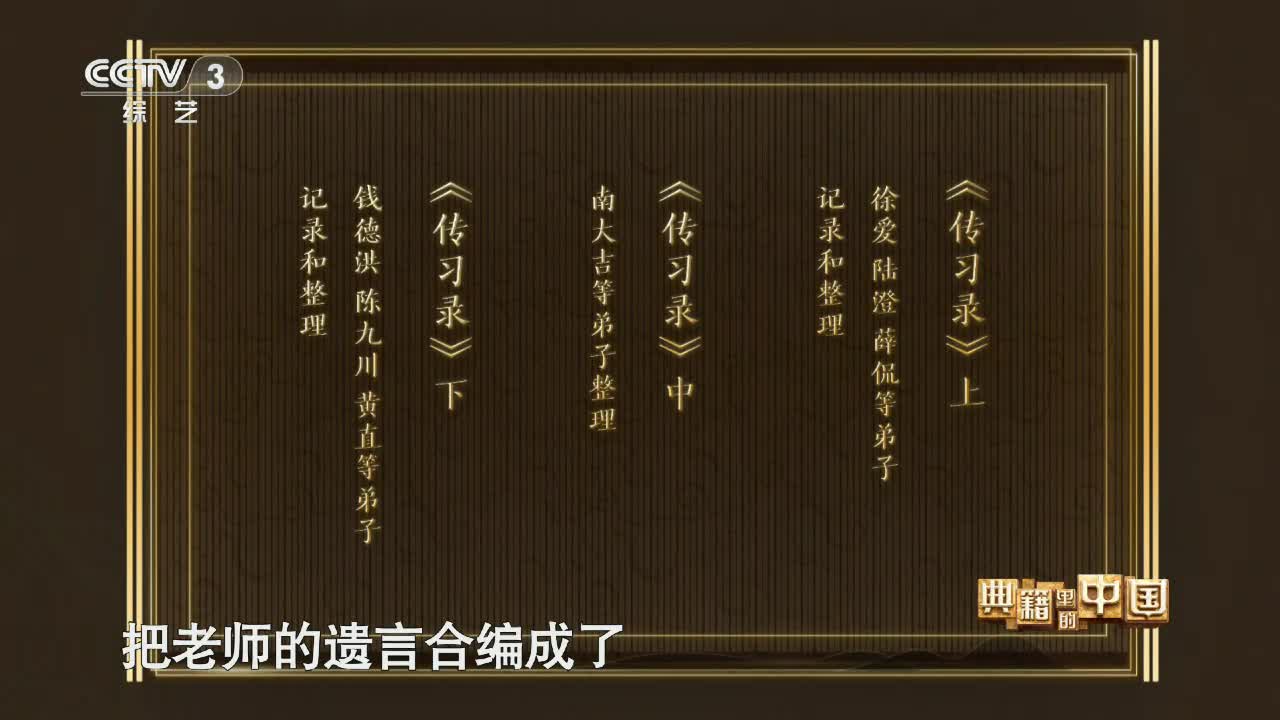 CCTV 3
综艺
《传习录》上
徐爱 陆澄 薛侃等弟子
记录和整理
《传习录》中
南大吉等弟子整理
《传习录》下
钱德洪 陈九川 黄直等弟子
记录和整理
典籍里的中国
把老师的遗言合编成了